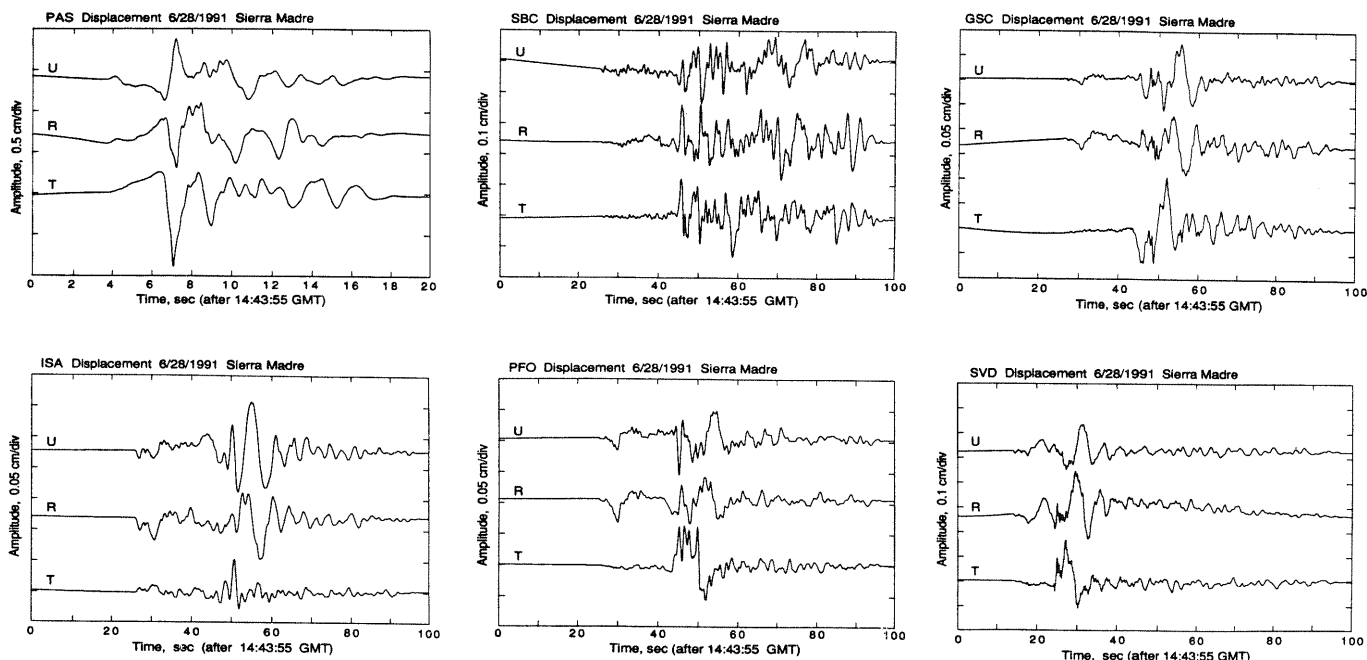 PAS Displacement 6/28/1991 Sierra Madre
Amplitude, 0.5 cm/div
U
R
T
0 2 4 6 8 10 12 14 16 18 20
Time, sec (after 14:43:55 GMT)
SBC Displacement 6/28/1991 Sierra Madre
Amplitude, 0.1 cm/div
U
R
T
0 20 40 60 80 100
Time, sec (after 14:43:55 GMT)
GSC Displacement 6/28/1991 Sierra Madre
Amplitude, 0.05 cm/div
U
R
T
0 20 40 60 80 100
Time, sec (after 14:43:55 GMT)
ISA Displacement 6/28/1991 Sierra Madre
Amplitude, 0.05 cm/div
U
R
T
0 20 40 60 80 100
Time, sec (after 14:43:55 GMT)
PFO Displacement 6/28/1991 Sierra Madre
Amplitude, 0.05 cm/div
U
R
T
0 20 40 60 80 100
Time, sec (after 14:43:55 GMT)
SVD Displacement 6/28/1991 Sierra Madre
Amplitude, 0.1 cm/div
U
R
T
0 20 40 60 80 100
Time, sec (after 14:43:55 GMT)